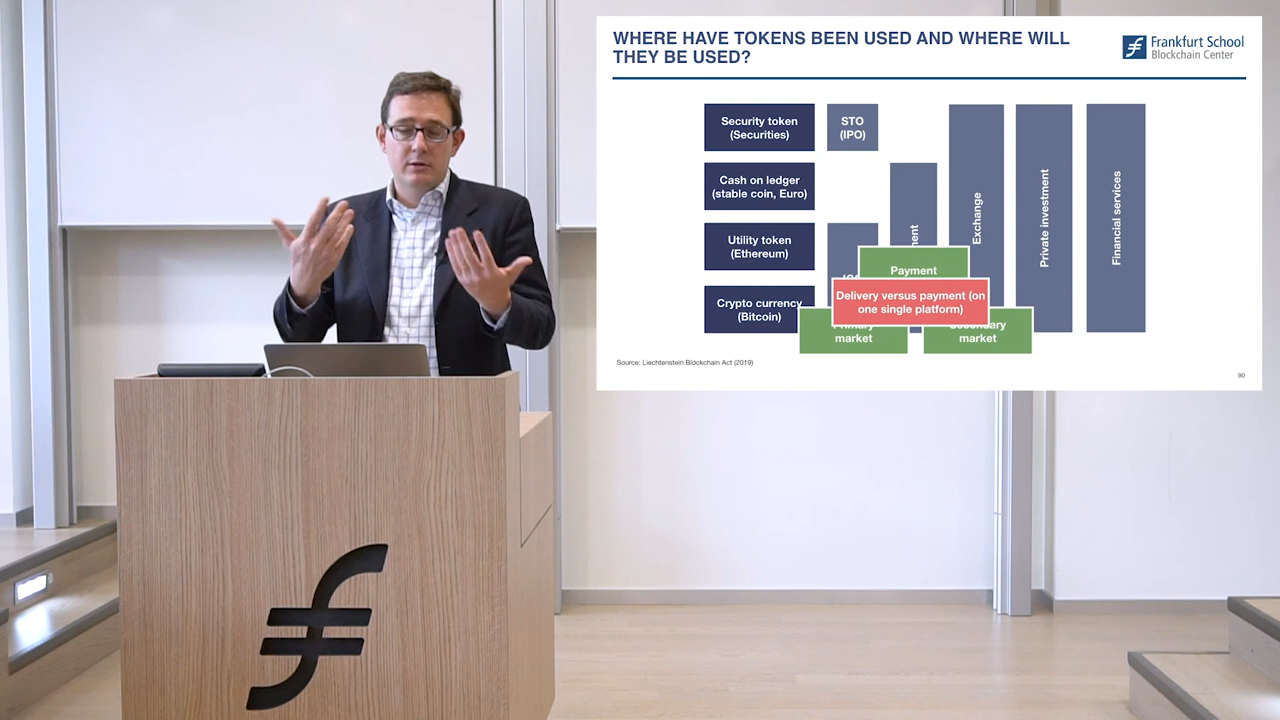 WHERE HAVE TOKENS BEEN USED AND WHERE WILL
THEY BE USED?
Frankfurt School
Blockchain Center
Security token
(Securities)
STO
(IPO)
Cash on ledger
(stable coin, Euro)
Utility token
(Ethereum)
Crypto currency
(Bitcoin)
Exchange
Private investment
Financial services
Payment
Delivery versus payment (on
one single platform)
market
market
Source: Liechtenstein Blockchain Act (2019)
90